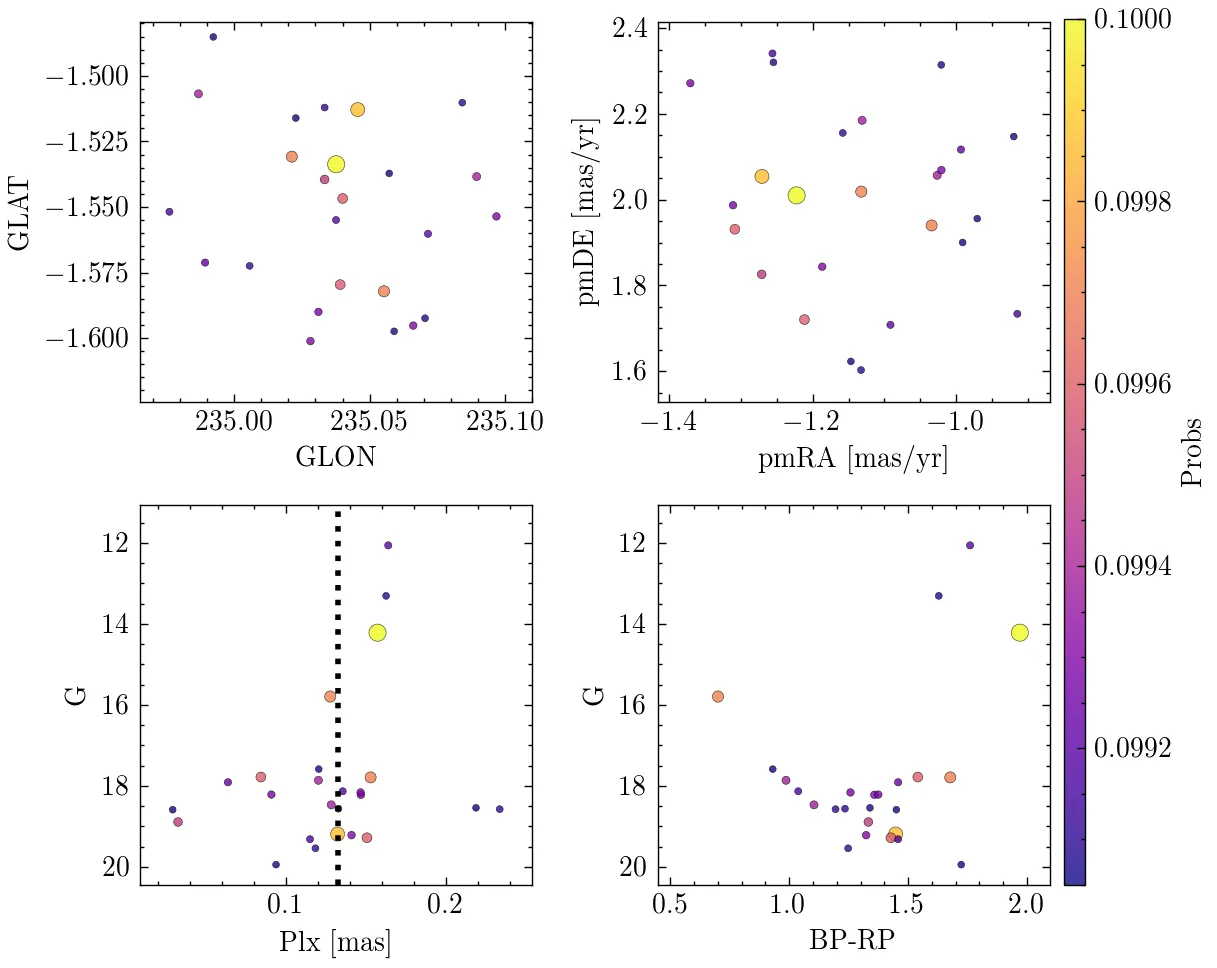 −1.500
−1.525
−1.550
−1.575
−1.600
GLAT
235.00 235.05 235.10
GLON
2.4
2.2
2.0
1.8
1.6
pmDE [mas/yr]
−1.4 −1.2 −1.0
pmRA [mas/yr]
0.1000
0.0998
0.0996
0.0994
0.0992
Probs
12
14
16
18
20
G
0.1 0.2
Plx [mas]
12
14
16
18
20
G
0.5 1.0 1.5 2.0
BP-RP